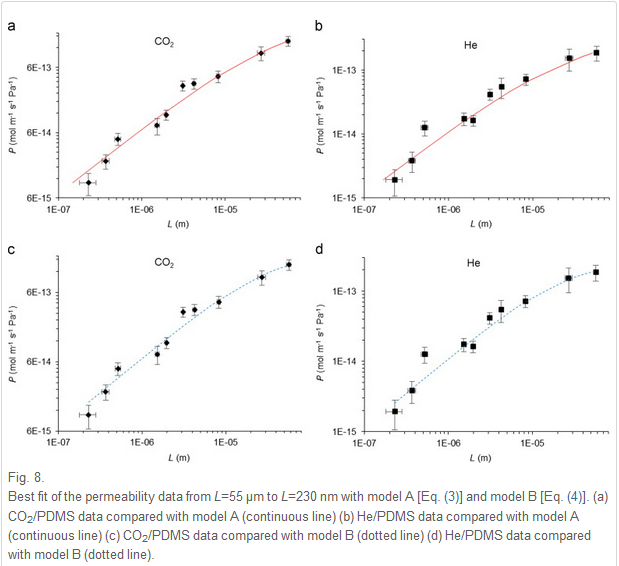 a
CO2
6E-13
6E-14
6E-15
P (mol m s-1 Pa-1)
1E-07
1E-06
1E-05
L (m)
b
He
1E-13
1E-14
1E-15
P (mol m-1 s-1 Pa-1)
1E-07
1E-06
1E-05
L (m)
c
CO2
6E-13
6E-14
6E-15
P (mol m-1 s-1 Pa-1)
1E-07
1E-06
1E-05
L (m)
d
He
1E-13
1E-14
1E-15
P (mol m-1 s-1 Pa-1)
1E-07
1E-06
1E-05
L (m)
Fig. 8.
Best fit of the permeability data from L=55 μm to L=230 nm with model A [Eq. (3)] and model B [Eq. (4)]. (a)
CO2/PDMS data compared with model A (continuous line) (b) He/PDMS data compared with model A
(continuous line) (c) CO2/PDMS data compared with model B (dotted line) (d) He/PDMS data compared
with model B (dotted line).